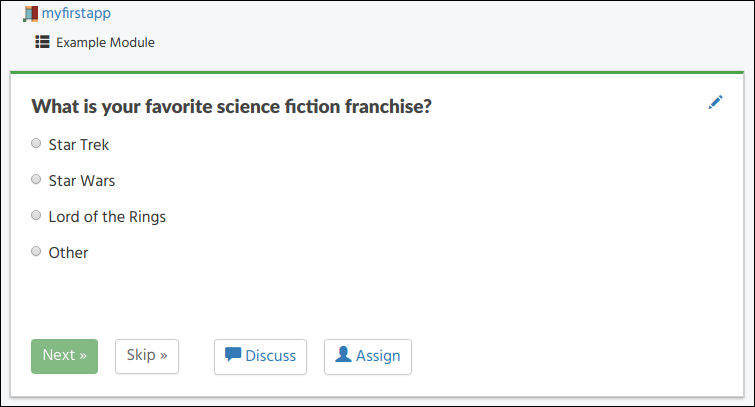 myfirstapp
Example Module
What is your favorite science fiction franchise?
Star Trek
Star Wars
Lord of the Rings
Other
Next » Skip » Discuss Assign